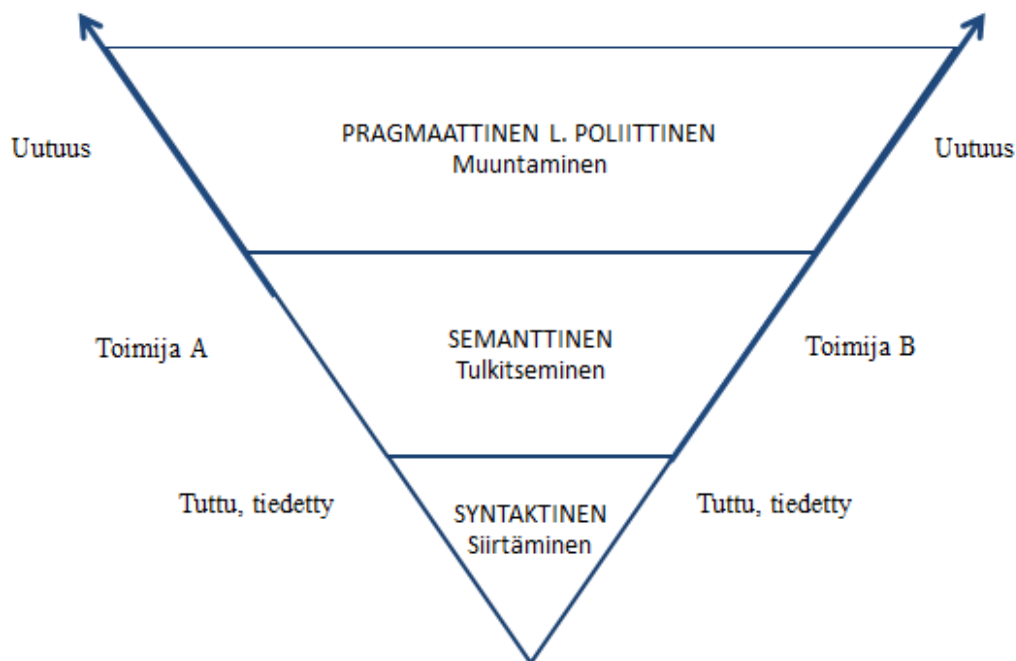 PRAGMAATTINEN L. POLIITTINEN
Muuntaminen
Uutuus
Uutuus
SEMANTTINEN
Tulkitseminen
Toimija A
Toimija B
Tuttu, tiedetty
Tuttu, tiedetty
SYNTAKTINEN
Siirtäminen